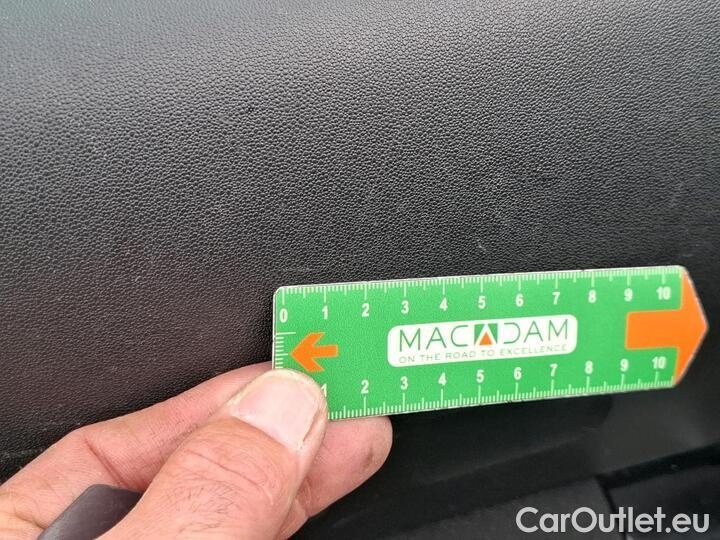 0 1 2 3 4 5 6 7 8 9 10
MACADAM
ON THE ROAD TO EXCELLENCE
1 2 3 4 5 6 7 8 9 10
CarOutlet.eu